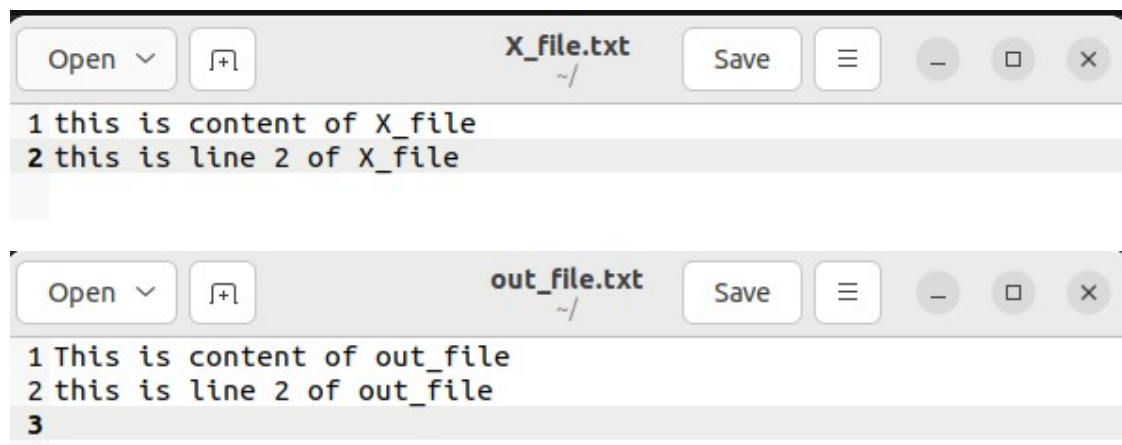 Open X_file.txt Save
~/
1 this is content of X_file
2 this is line 2 of X_file
Open out_file.txt Save
~/
1 This is content of out_file
2 this is line 2 of out_file
3